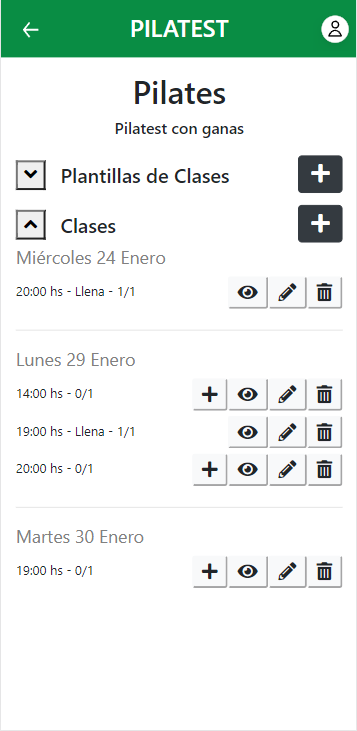 PILATEST
Pilates
Pilatest con ganas
Plantillas de Clases
Clases
Miércoles 24 Enero
20:00 hs - Llena - 1/1
Lunes 29 Enero
14:00 hs - 0/1
19:00 hs - Llena - 1/1
20:00 hs - 0/1
Martes 30 Enero
19:00 hs - 0/1